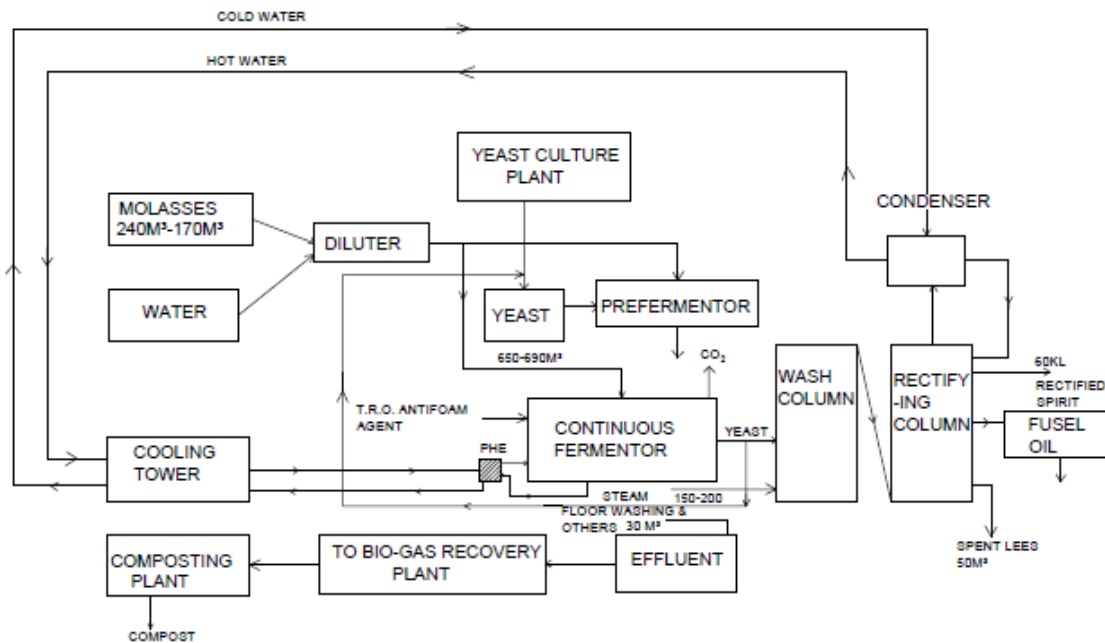 COLD WATER
HOT WATER
YEAST CULTURE
PLANT
MOLASSES
240M³-170M³
DILUTER
CONDENSER
WATER
YEAST
PREFERMENTOR
650-690M³
CO₂
WASH
COLUMN
RECTIFY
-ING
COLUMN
60KL
RECTIFIED
SPIRIT
T.R.O. ANTIFOAM
AGENT
CONTINUOUS
FERMENTOR
YEAST
FUSEL
OIL
COOLING
TOWER
PHE
STEAM
150-200
FLOOR WASHING &
OTHERS 30 M³
SPENT LEES
50M³
COMPOSTING
PLANT
TO BIO-GAS RECOVERY
PLANT
EFFLUENT
COMPOST